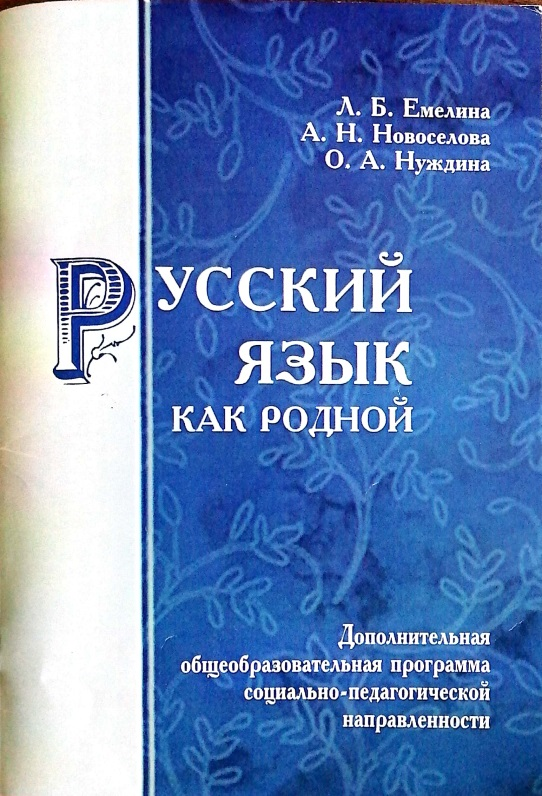 Л. Б. Емелина
А. Н. Новоселова
О. А. Нуждина
Русский
язык
как родной
Дополнительная
общеобразовательная программа
социально-педагогической
направленности